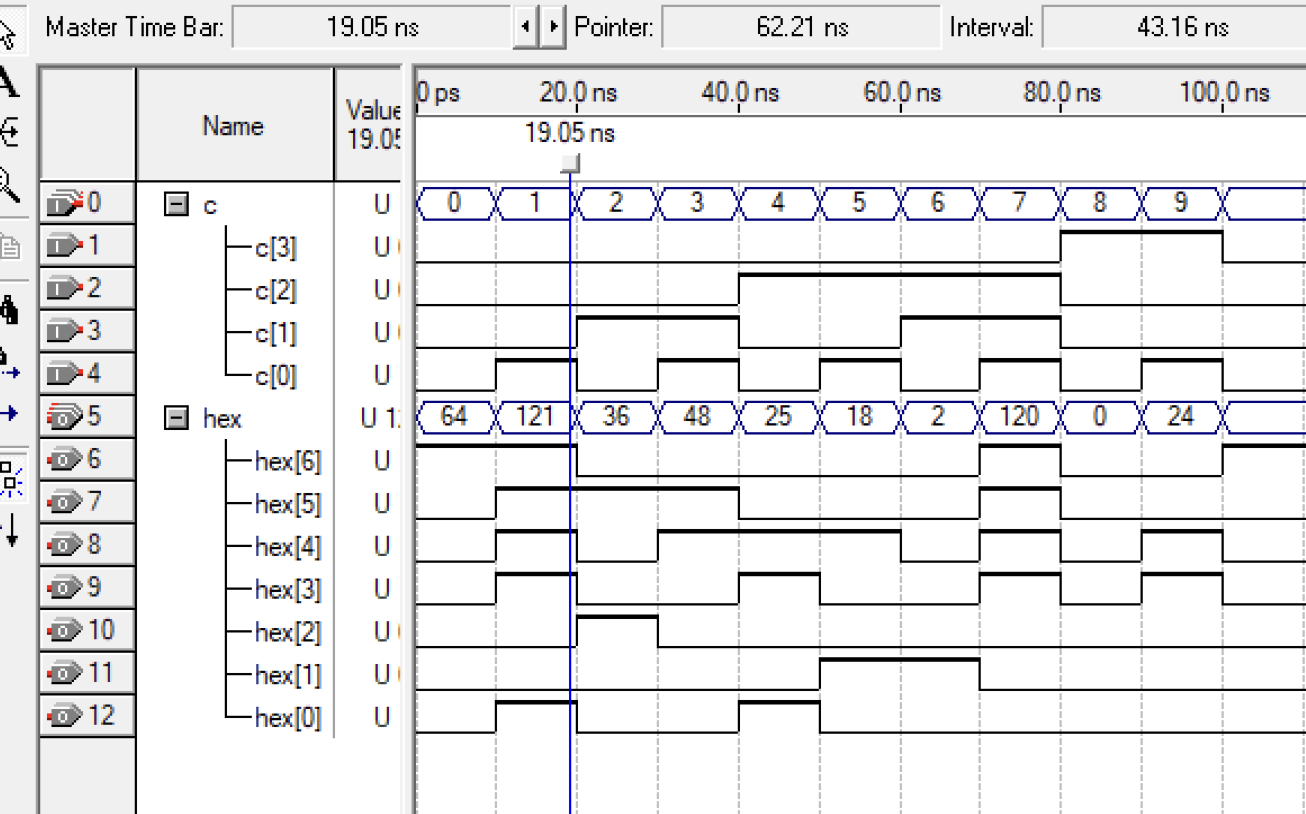 Master Time Bar: 19.05 ns Pointer: 62.21 ns Interval: 43.16 ns
Name Value 19.05
0 ps 20.0 ns 40.0 ns 60.0 ns 80.0 ns 100.0 ns
19.05 ns
0 c U 0 1 2 3 4 5 6 7 8 9
1 c[3] U
2 c[2] U
3 c[1] U
4 c[0] U
5 hex U 1 64 121 36 48 25 18 2 120 0 24
6 hex[6] U
7 hex[5] U
8 hex[4] U
9 hex[3] U
10 hex[2] U
11 hex[1] U
12 hex[0] U